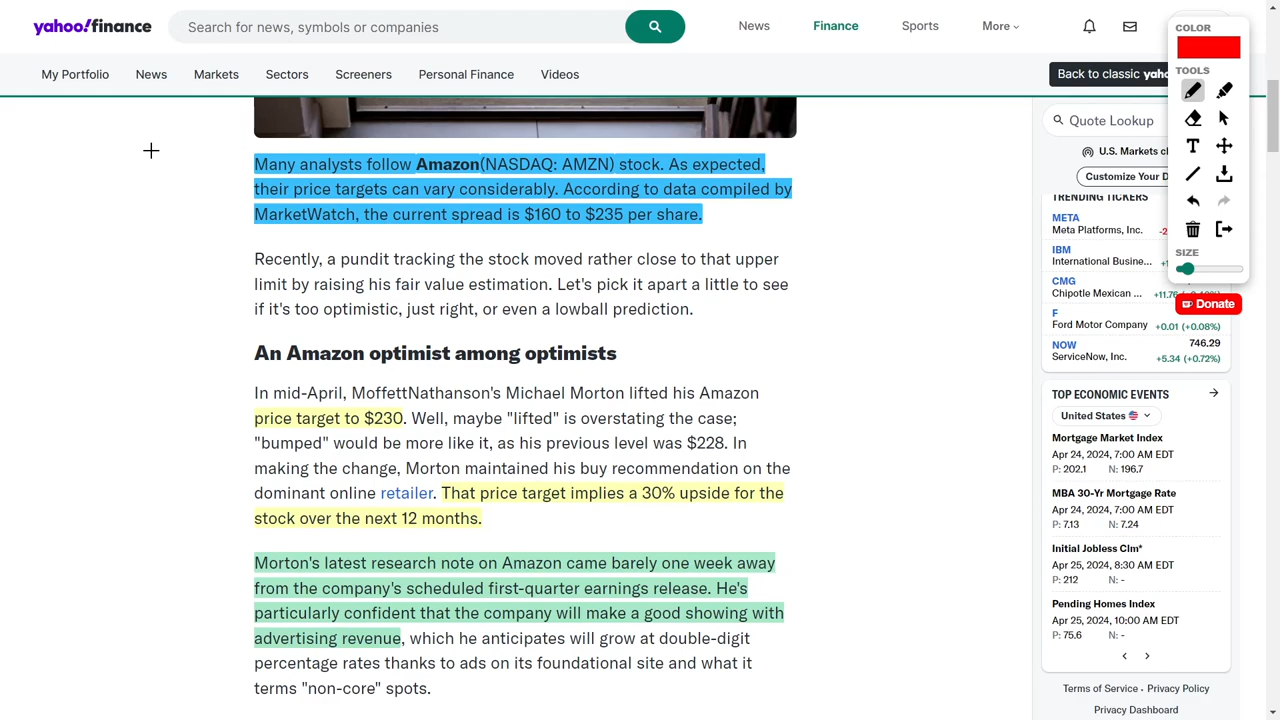 yahoo!finance
Search for news, symbols or companies
News
Finance
Sports
More
My Portfolio
News
Markets
Sectors
Screeners
Personal Finance
Videos
Back to classic yaho
Many analysts follow Amazon(NASDAQ: AMZN) stock. As expected,
their price targets can vary considerably. According to data compiled by
MarketWatch, the current spread is $160 to $235 per share.
Recently, a pundit tracking the stock moved rather close to that upper
limit by raising his fair value estimation. Let's pick it apart a little to see
if it's too optimistic, just right, or even a lowball prediction.
An Amazon optimist among optimists
In mid-April, MoffettNathanson's Michael Morton lifted his Amazon
price target to $230. Well, maybe "lifted" is overstating the case;
"bumped" would be more like it, as his previous level was $228. In
making the change, Morton maintained his buy recommendation on the
dominant online retailer. That price target implies a 30% upside for the
stock over the next 12 months.
Morton's latest research note on Amazon came barely one week away
from the company's scheduled first-quarter earnings release. He's
particularly confident that the company will make a good showing with
advertising revenue, which he anticipates will grow at double-digit
percentage rates thanks to ads on its foundational site and what it
terms "non-core" spots.
Quote Lookup
U.S. Markets cl
Customize Your D
TRENDING TICKERS
META
Meta Platforms, Inc. -2
IBM
International Busine... +1
CMG
Chipotle Mexican ... +11.76
F
Ford Motor Company +0.01 (+0.08%)
NOW 746.29
ServiceNow, Inc. +5.34 (+0.72%)
TOP ECONOMIC EVENTS
United States
Mortgage Market Index
Apr 24, 2024, 7:00 AM EDT
P: 202.1 N: 196.7
MBA 30-Yr Mortgage Rate
Apr 24, 2024, 7:00 AM EDT
P: 7.13 N: 7.24
Initial Jobless Clm*
Apr 25, 2024, 8:30 AM EDT
P: 212 N: -
Pending Homes Index
Apr 25, 2024, 10:00 AM EDT
P: 75.6 N: -
Terms of Service • Privacy Policy
Privacy Dashboard
COLOR
TOOLS
T
SIZE
Donate